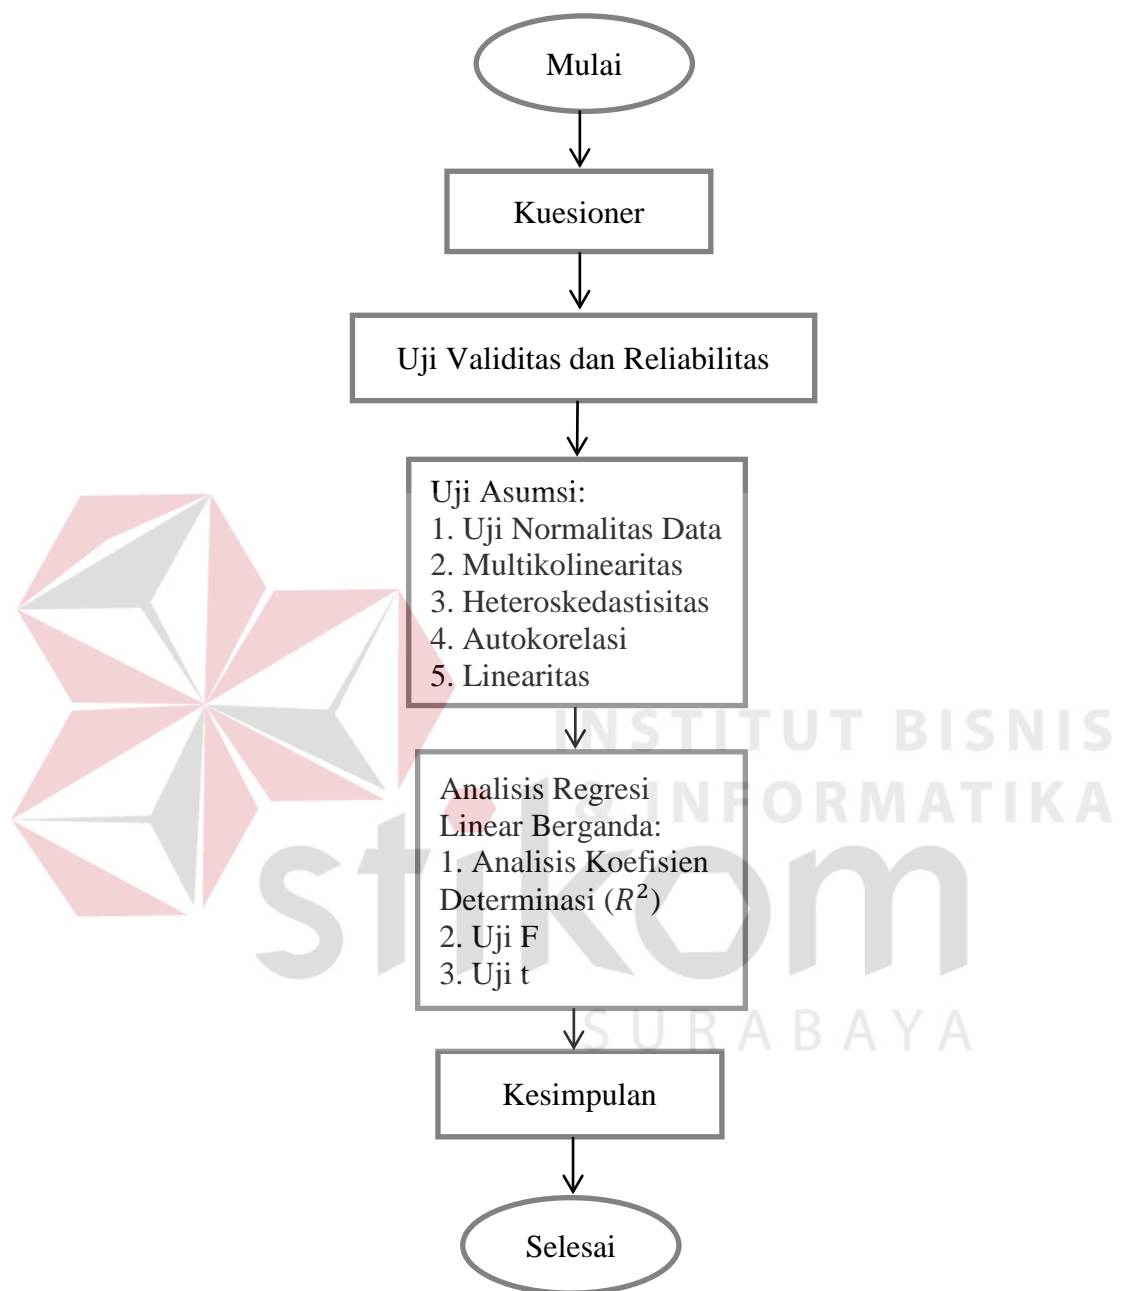 Mulai
Kuesioner
Uji Validitas dan Reliabilitas
Uji Asumsi:
1. Uji Normalitas Data
2. Multikolinearitas
3. Heteroskedastisitas
4. Autokorelasi
5. Linearitas
INSTITUT BISNIS
& INFORMATIKA
stikom
SURABAYA
Analisis Regresi
Linear Berganda:
1. Analisis Koefisien
Determinasi (R²)
2. Uji F
3. Uji t
Kesimpulan
Selesai